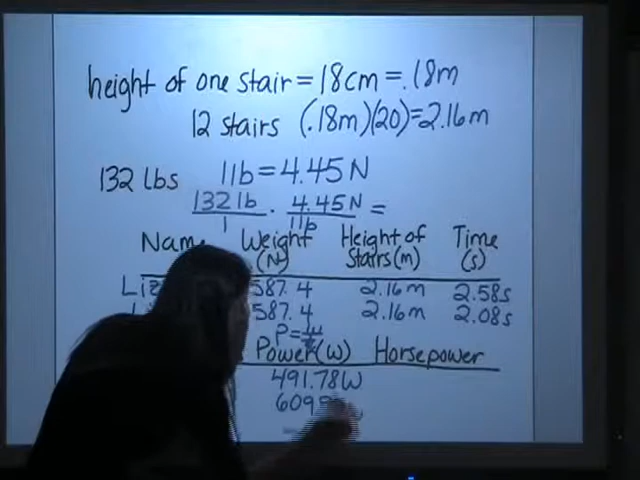 height of one stair = 18cm = .18m
12 stairs (.18m)(20) = 2.16m
132 lbs 1lb = 4.45N
132 lb / 1 · 4.45N / 1lb =
Name Weight (N) Height of Stairs (m) Time (s)
Liz 587.4 2.16m 2.58s
587.4 2.16m 2.08s
P =
Power (W) Horsepower
491.78W
609